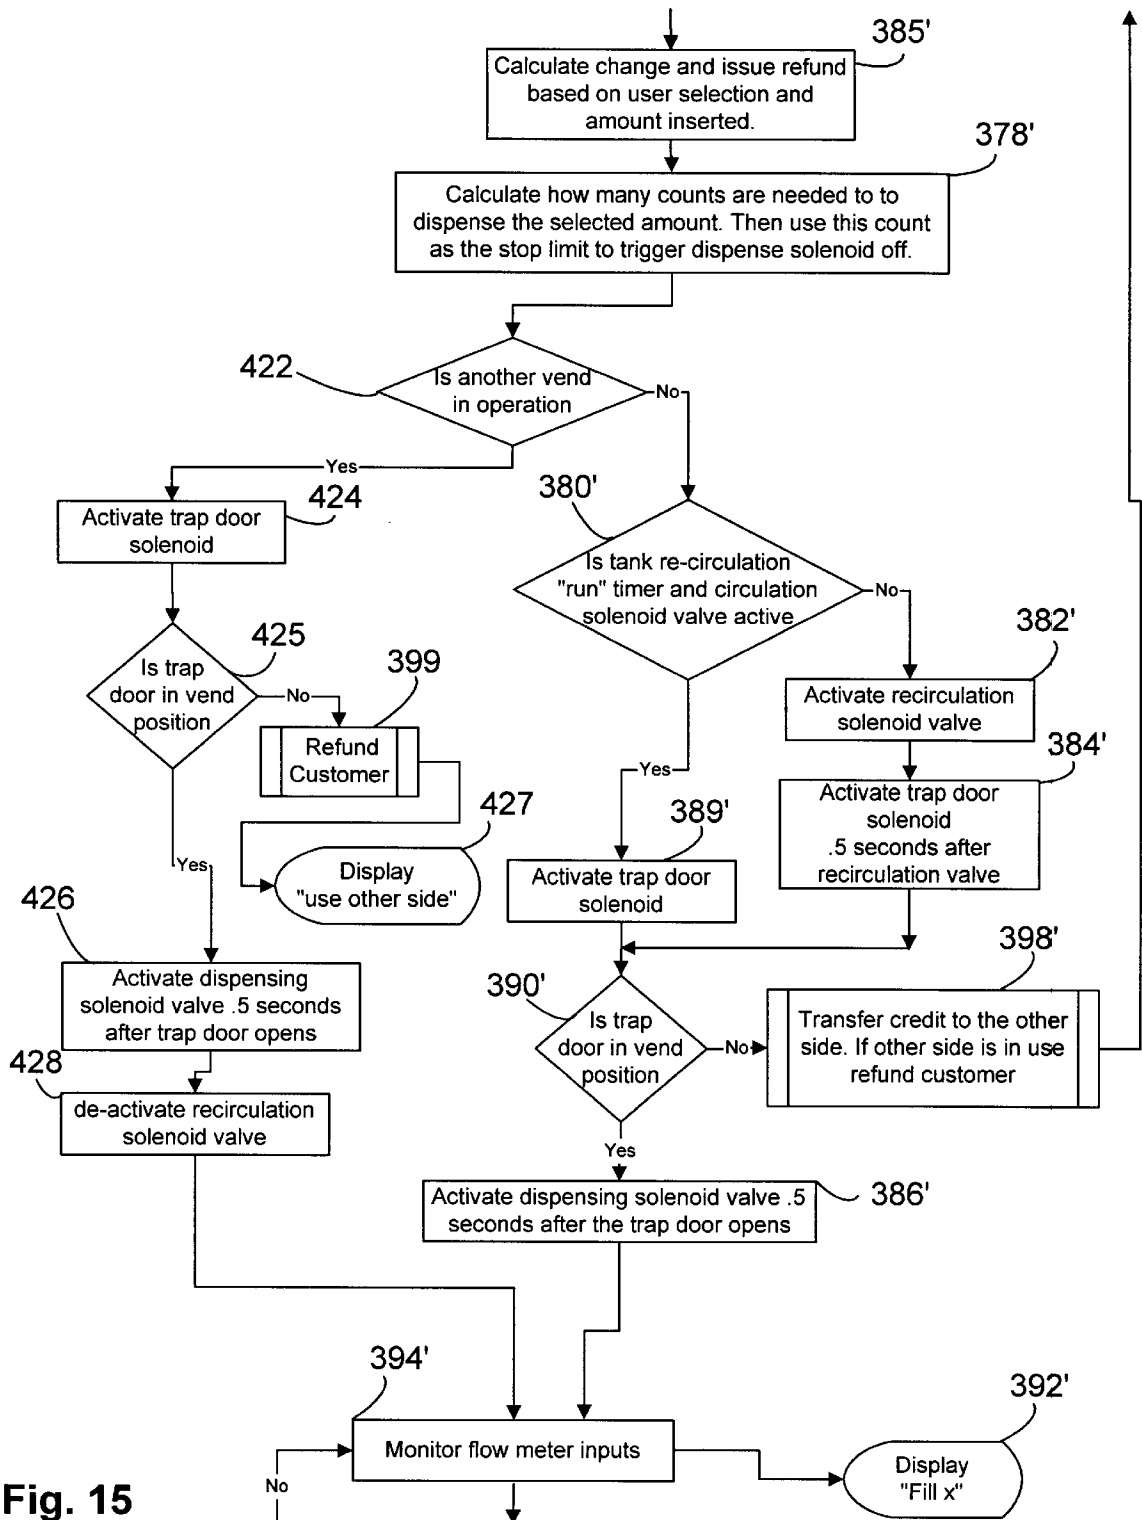 385'
Calculate change and issue refund
based on user selection and
amount inserted.
378'
Calculate how many counts are needed to to
dispense the selected amount. Then use this count
as the stop limit to trigger dispense solenoid off.
422
Is another vend
in operation
No
Yes
424
Activate trap door
solenoid
380'
Is tank re-circulation
"run" timer and circulation
solenoid valve active
No
382'
Activate recirculation
solenoid valve
425
Is trap
door in vend
position
No
399
Refund
Customer
384'
Activate trap door
solenoid
.5 seconds after
recirculation valve
Yes
389'
Activate trap door
solenoid
427
Display
"use other side"
Yes
426
Activate dispensing
solenoid valve .5 seconds
after trap door opens
390'
Is trap
door in vend
position
No
398'
Transfer credit to the other
side. If other side is in use
refund customer
428
de-activate recirculation
solenoid valve
Yes
386'
Activate dispensing solenoid valve .5
seconds after the trap door opens
394'
Monitor flow meter inputs
392'
Display
"Fill x"
No
Fig. 15